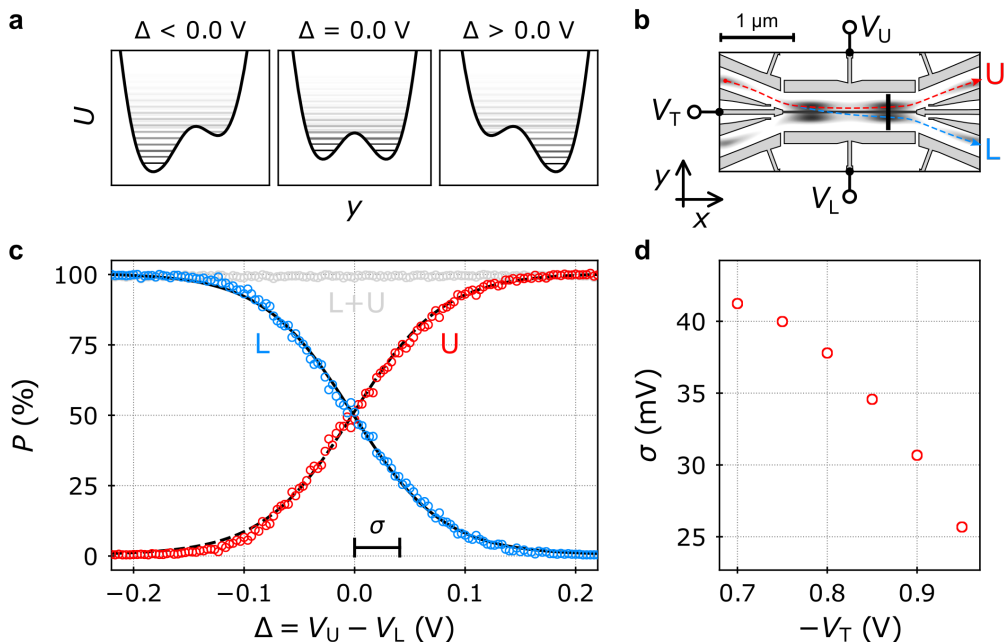 a
Δ < 0.0 V
Δ = 0.0 V
Δ > 0.0 V
U
y
b
1 μm
V_U
U
V_T
L
V_L
y
x
c
100
75
50
25
0
P (%)
L+U
L
U
σ
−0.2
−0.1
0.0
0.1
0.2
Δ = V_U − V_L (V)
d
40
35
30
25
σ (mV)
0.7
0.8
0.9
−V_T (V)